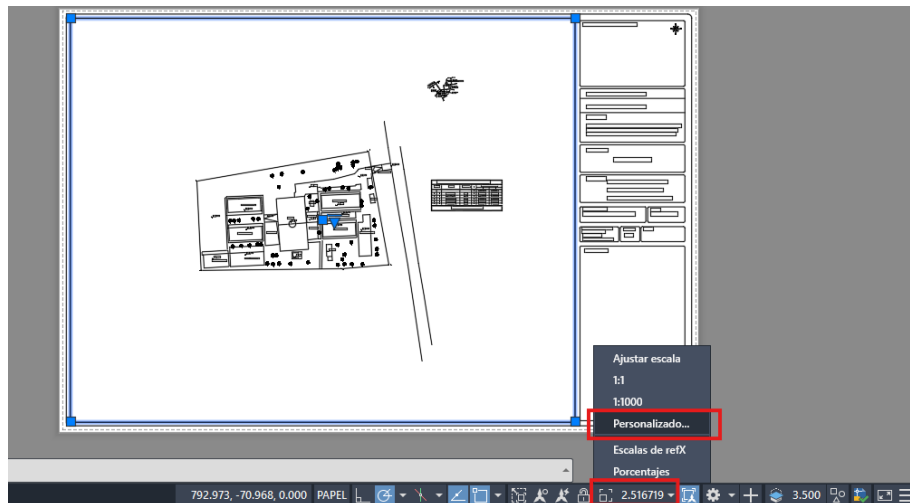 Ajustar escala
1:1
1:1000
Personalizado...
Escalas de refX
Porcentajes
792.973, -70.968, 0.000 PAPEL 2.516719 3.500